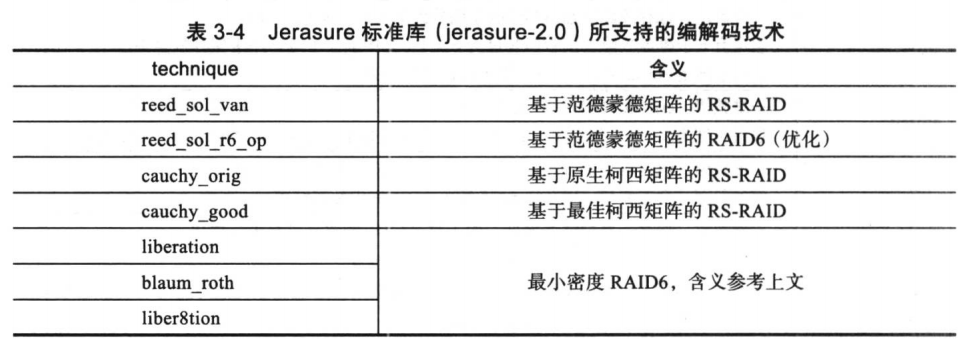 表 3-4 Jerasure 标准库（jerasure-2.0）所支持的编解码技术
technique 含义
reed_sol_van 基于范德蒙德矩阵的 RS-RAID
reed_sol_r6_op 基于范德蒙德矩阵的 RAID6（优化）
cauchy_orig 基于原生柯西矩阵的 RS-RAID
cauchy_good 基于最佳柯西矩阵的 RS-RAID
liberation
blaum_roth 最小密度 RAID6，含义参考上文
liber8tion